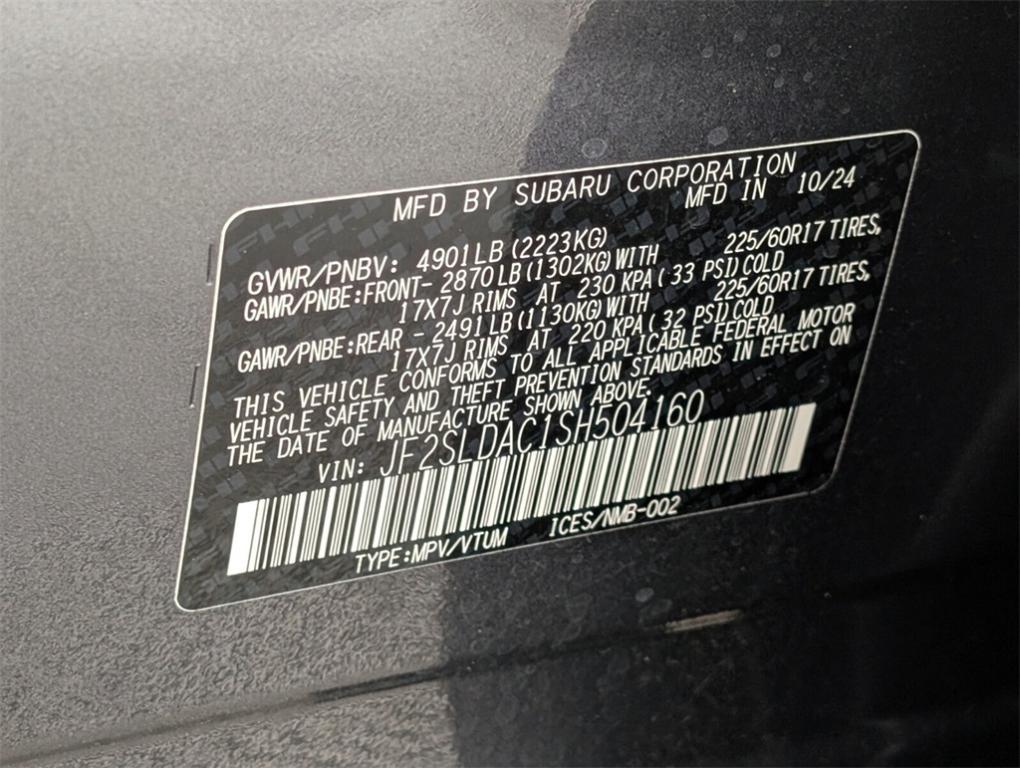 MFD BY SUBARU CORPORATION
MFD IN 10/24
GVWR/PNBV: 4901LB(2223KG)
GAWR/PNBE:FRONT- 2870LB(1302KG)WITH 225/60R17 TIRES,
17X7J RIMS AT 230 KPA( 33 PSI)COLD
GAWR/PNBE:REAR - 2491LB(1130KG)WITH 225/60R17 TIRES,
17X7J RIMS AT 220 KPA( 32 PSI)COLD
THIS VEHICLE CONFORMS TO ALL APPLICABLE FEDERAL MOTOR
VEHICLE SAFETY AND THEFT PREVENTION STANDARDS IN EFFECT ON
THE DATE OF MANUFACTURE SHOWN ABOVE.
VIN: JF2SLDAC1SH504160
TYPE:MPV/VTUM ICES/NMB-002